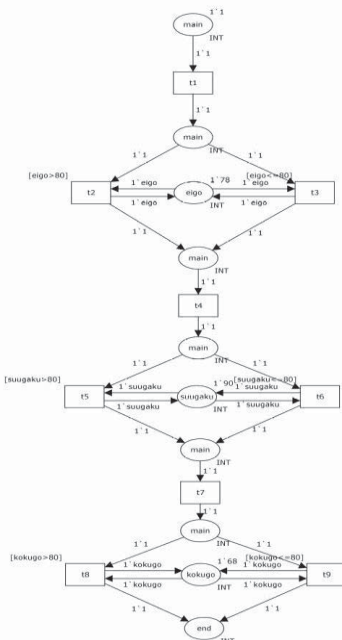 1`1
main
INT
1`1
t1
1`1
main
INT
1`1 1`1
[eigo>80] 1`78 [eigo<=80]
1`eigo 1`eigo
t2 eigo t3
1`eigo INT 1`eigo
1`1 1`1
main
INT
1`1
t4
1`1
main
INT
1`1 1`1
[suugaku>80] 1`90 [suugaku<=80]
1`suugaku 1`suugaku
t5 suugaku t6
1`suugaku INT 1`suugaku
1`1 1`1
main
INT
1`1
t7
1`1
main
INT
1`1 1`1
[kokugo>80] 1`68 [kokugo<=80]
1`kokugo 1`kokugo
t8 kokugo t9
1`kokugo INT 1`kokugo
1`1 1`1
end
INT